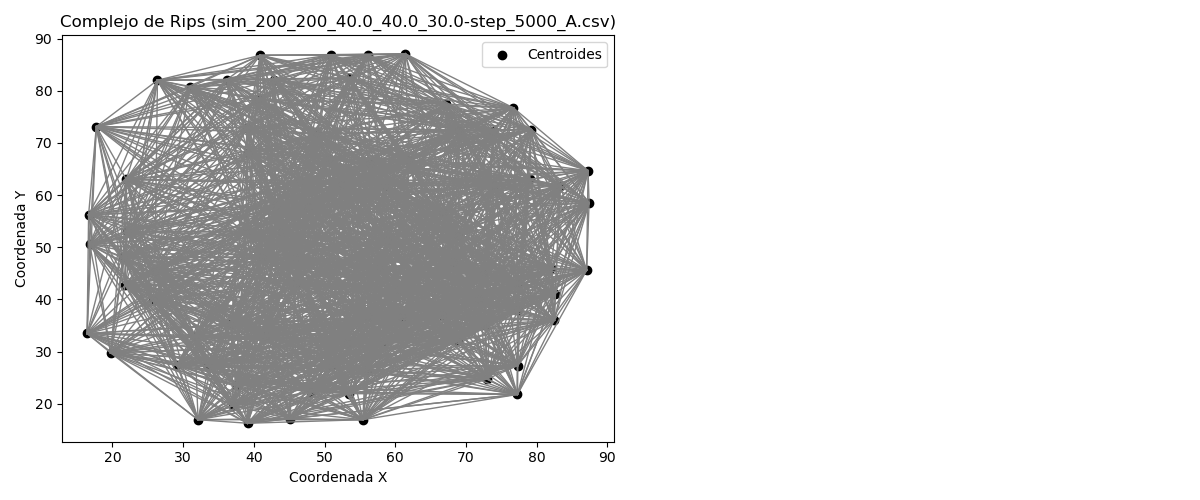 Complejo de Rips (sim_200_200_40.0_40.0_30.0-step_5000_A.csv)
Centroides
Coordenada Y
90
80
70
60
50
40
30
20
20 30 40 50 60 70 80 90
Coordenada X